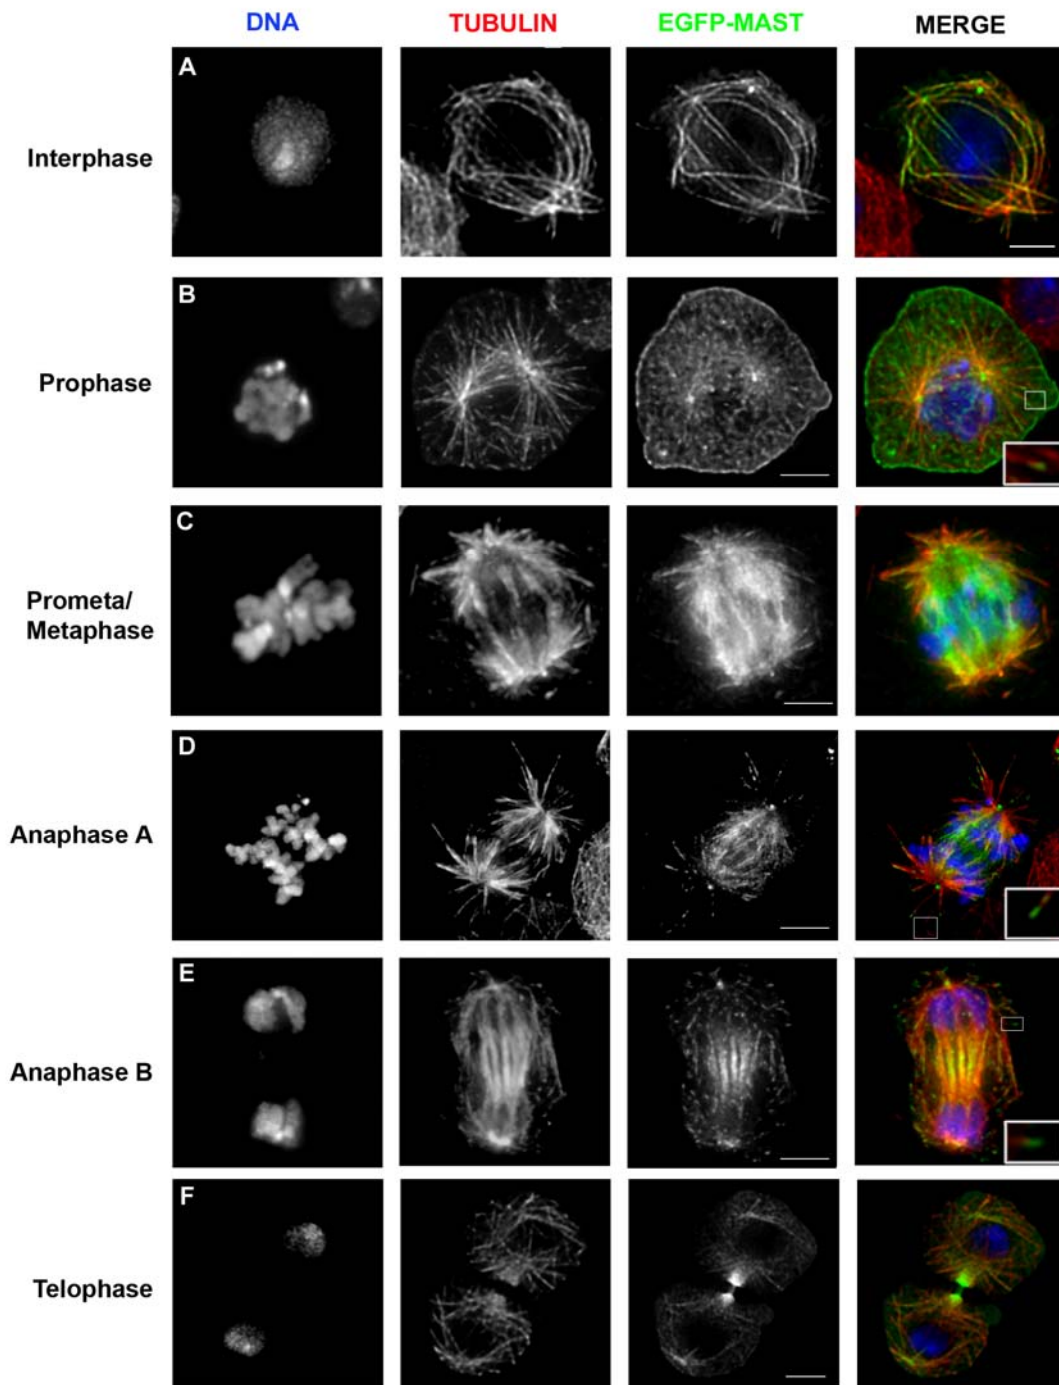 DNA TUBULIN EGFP-MAST MERGE
A
Interphase
B
Prophase
C
Prometa/
Metaphase
D
Anaphase A
E
Anaphase B
F
Telophase